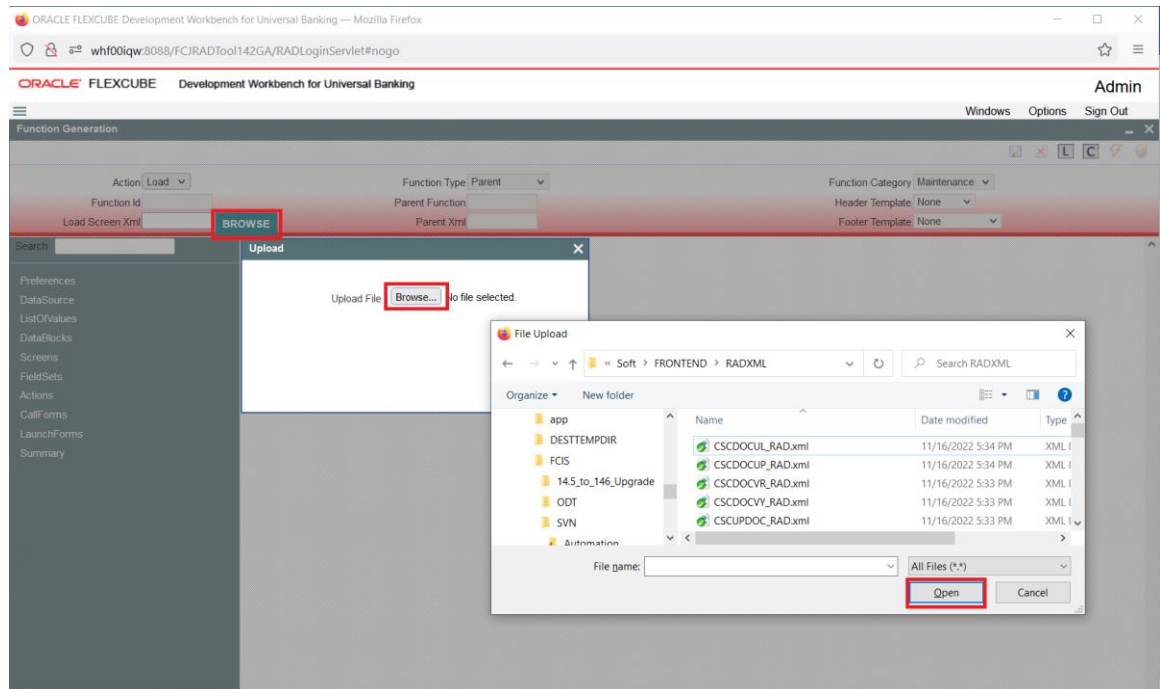 ORACLE FLEXCUBE Development Workbench for Universal Banking — Mozilla Firefox
whf00iqw:8088/FCJRADTool142GA/RADLoginServlet#nogo
ORACLE FLEXCUBE Development Workbench for Universal Banking Admin
Windows Options Sign Out
Function Generation
L C
Action Load Function Type Parent Function Category Maintenance
Function Id Parent Function Header Template None
Load Screen Xml BROWSE Parent Xml Footer Template None
Search
Upload
Preferences
DataSource
ListOfValues
DataBlocks
Screens
FieldSets
Actions
CallForms
LaunchForms
Summary
Upload File Browse... No file selected.
File Upload
« Soft > FRONTEND > RADXML Search RADXML
Organize New folder
app
DESTTEMPDIR
FCIS
14.5_to_146_Upgrade
ODT
SVN
Automation
Name Date modified Type
CSCDOCUL_RAD.xml 11/16/2022 5:34 PM XML
CSCDOCUP_RAD.xml 11/16/2022 5:34 PM XML
CSCDOCVR_RAD.xml 11/16/2022 5:33 PM XML
CSCDOCVY_RAD.xml 11/16/2022 5:33 PM XML
CSCUPDOC_RAD.xml 11/16/2022 5:33 PM XML
File name: All Files (*.*)
Open Cancel